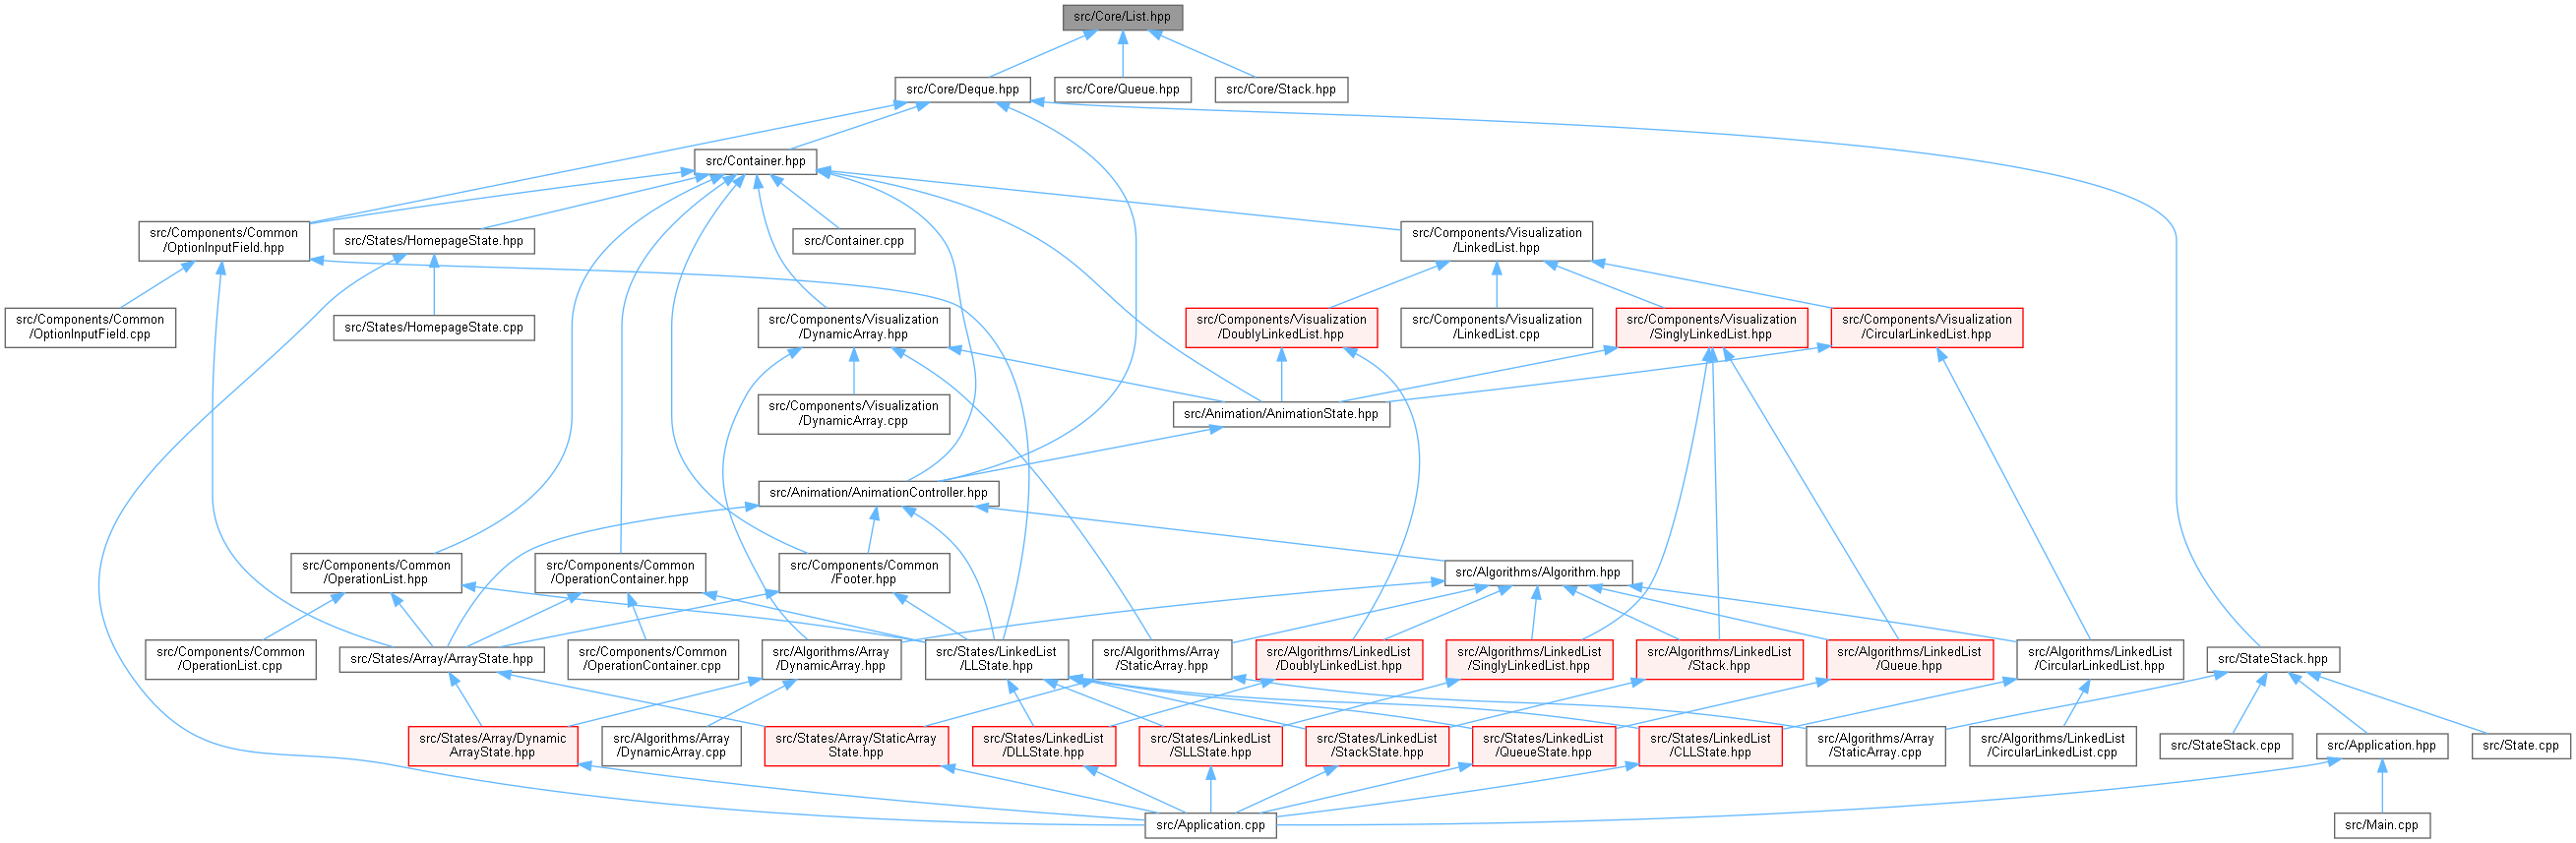 src/Core/List.hpp
src/Core/Deque.hpp
src/Core/Queue.hpp
src/Core/Stack.hpp
src/Container.hpp
src/Components/Common
/OptionInputField.hpp
src/States/HomepageState.hpp
src/Container.cpp
src/Components/Visualization
/LinkedList.hpp
src/Components/Common
/OptionInputField.cpp
src/States/HomepageState.cpp
src/Components/Visualization
/DynamicArray.hpp
src/Components/Visualization
/DoublyLinkedList.hpp
src/Components/Visualization
/LinkedList.cpp
src/Components/Visualization
/SinglyLinkedList.hpp
src/Components/Visualization
/CircularLinkedList.hpp
src/Components/Visualization
/DynamicArray.cpp
src/Animation/AnimationState.hpp
src/Animation/AnimationController.hpp
src/Components/Common
/OperationList.hpp
src/Components/Common
/OperationContainer.hpp
src/Components/Common
/Footer.hpp
src/Algorithms/Algorithm.hpp
src/Components/Common
/OperationList.cpp
src/States/Array/ArrayState.hpp
src/Components/Common
/OperationContainer.cpp
src/Algorithms/Array
/DynamicArray.hpp
src/States/LinkedList
/LLState.hpp
src/Algorithms/Array
/StaticArray.hpp
src/Algorithms/LinkedList
/DoublyLinkedList.hpp
src/Algorithms/LinkedList
/SinglyLinkedList.hpp
src/Algorithms/LinkedList
/Stack.hpp
src/Algorithms/LinkedList
/Queue.hpp
src/Algorithms/LinkedList
/CircularLinkedList.hpp
src/StateStack.hpp
src/States/Array/Dynamic
ArrayState.hpp
src/Algorithms/Array
/DynamicArray.cpp
src/States/Array/StaticArray
State.hpp
src/States/LinkedList
/DLLState.hpp
src/States/LinkedList
/SLLState.hpp
src/States/LinkedList
/StackState.hpp
src/States/LinkedList
/QueueState.hpp
src/States/LinkedList
/CLLState.hpp
src/Algorithms/Array
/StaticArray.cpp
src/Algorithms/LinkedList
/CircularLinkedList.cpp
src/StateStack.cpp
src/Application.hpp
src/State.cpp
src/Application.cpp
src/Main.cpp